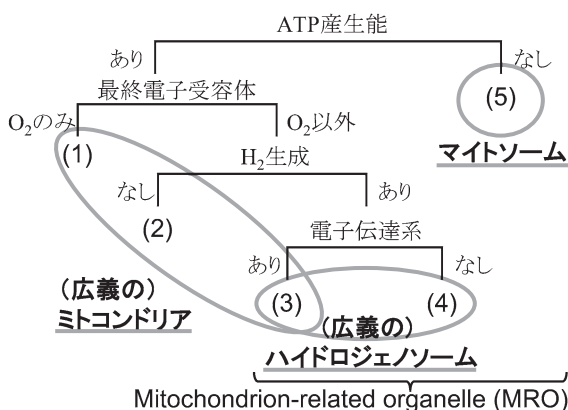 ATP産生能
あり
なし
最終電子受容体
(5)
O₂のみ
O₂以外
マイトソーム
(1)
H₂生成
なし
あり
(2)
電子伝達系
あり
なし
(広義の)
ミトコンドリア
(3)
(4)
(広義の)
ハイドロジェノソーム
Mitochondrion-related organelle (MRO)